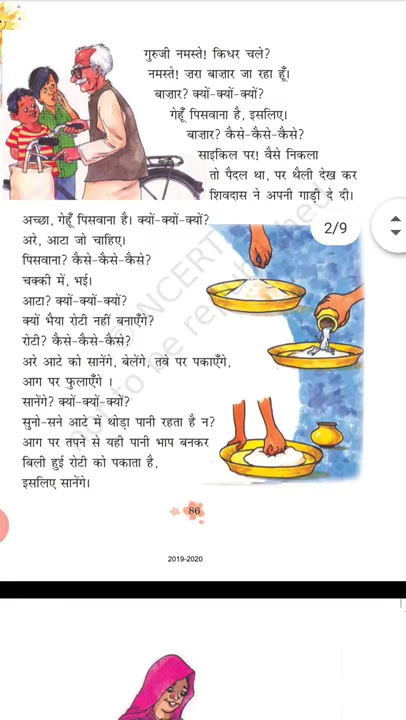 गुरुजी नमस्ते! किधर चले?
नमस्ते! ज़रा बाज़ार जा रहा हूँ।
बाज़ार? क्यों-क्यों-क्यों?
गेहूँ पिसवाना है, इसलिए।
बाज़ार? कैसे-कैसे-कैसे?
साइकिल पर! वैसे निकला
तो पैदल था, पर थैली देख कर
शिवदास ने अपनी गाड़ी दे दी।
2/9
अच्छा, गेहूँ पिसवाना है। क्यों-क्यों-क्यों?
अरे, आटा जो चाहिए।
पिसवाना? कैसे-कैसे-कैसे?
चक्की में, भई।
आटा? क्यों-क्यों-क्यों?
क्यों भैया रोटी नहीं बनाएँगे?
रोटी? कैसे-कैसे-कैसे?
अरे आटे को सानेंगे, बेलेंगे, तवे पर पकाएँगे,
आग पर फुलाएँगे ।
सानेंगे? क्यों-क्यों-क्यों?
सुनो-सने आटे में थोड़ा पानी रहता है न?
आग पर तपने से यही पानी भाप बनकर
बिली हुई रोटी को पकाता है,
इसलिए सानेंगे।
86
2019-2020